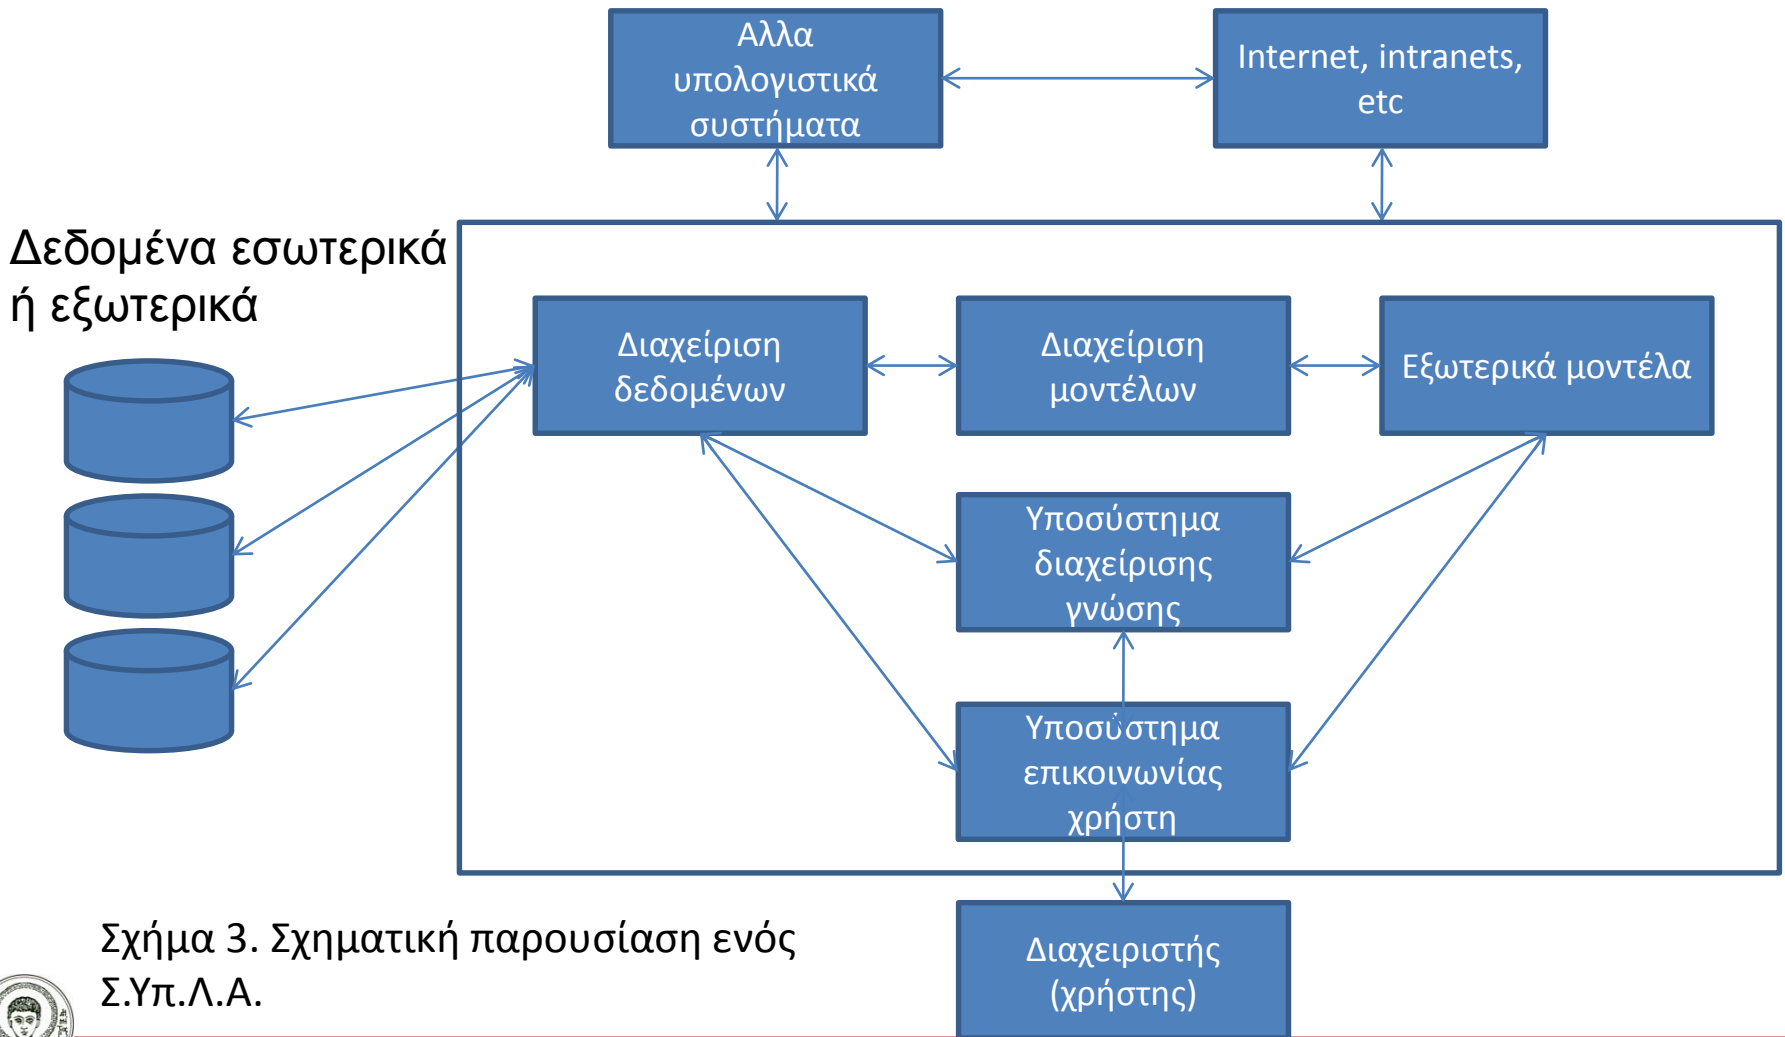 Αλλα
υπολογιστικά
συστήματα
Internet, intranets,
etc
Δεδομένα εσωτερικά
ή εξωτερικά
Διαχείριση
δεδομένων
Διαχείριση
μοντέλων
Εξωτερικά μοντέλα
Υποσύστημα
διαχείρισης
γνώσης
Υποσύστημα
επικοινωνίας
χρήστη
Διαχειριστής
(χρήστης)
Σχήμα 3. Σχηματική παρουσίαση ενός
Σ.Υπ.Λ.Α.